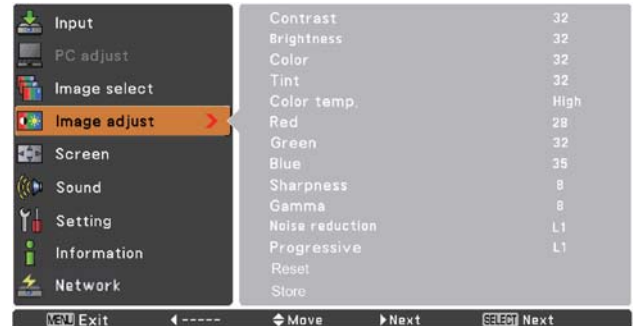 Input
PC adjust
Image select
Image adjust
Screen
Sound
Setting
Information
Network
Contrast 32
Brightness 32
Color 32
Tint 32
Color temp. High
Red 28
Green 32
Blue 35
Sharpness 8
Gamma 8
Noise reduction L1
Progressive L1
Reset
Store
MENU Exit ◀ ----- ◆ Move ▶ Next SELECT Next